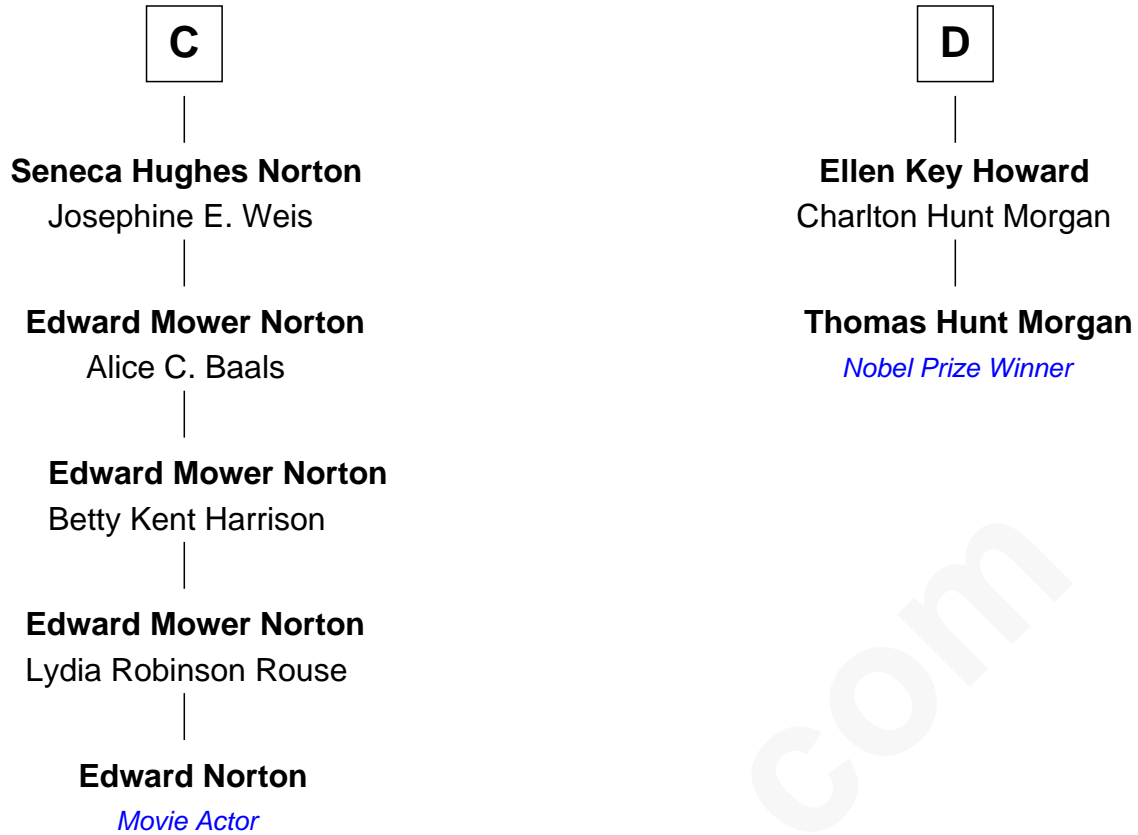 C
Seneca Hughes Norton
Josephine E. Weis
Edward Mower Norton
Alice C. Baals
Edward Mower Norton
Betty Kent Harrison
Edward Mower Norton
Lydia Robinson Rouse
Edward Norton
Movie Actor
D
Ellen Key Howard
Charlton Hunt Morgan
Thomas Hunt Morgan
Nobel Prize Winner
com